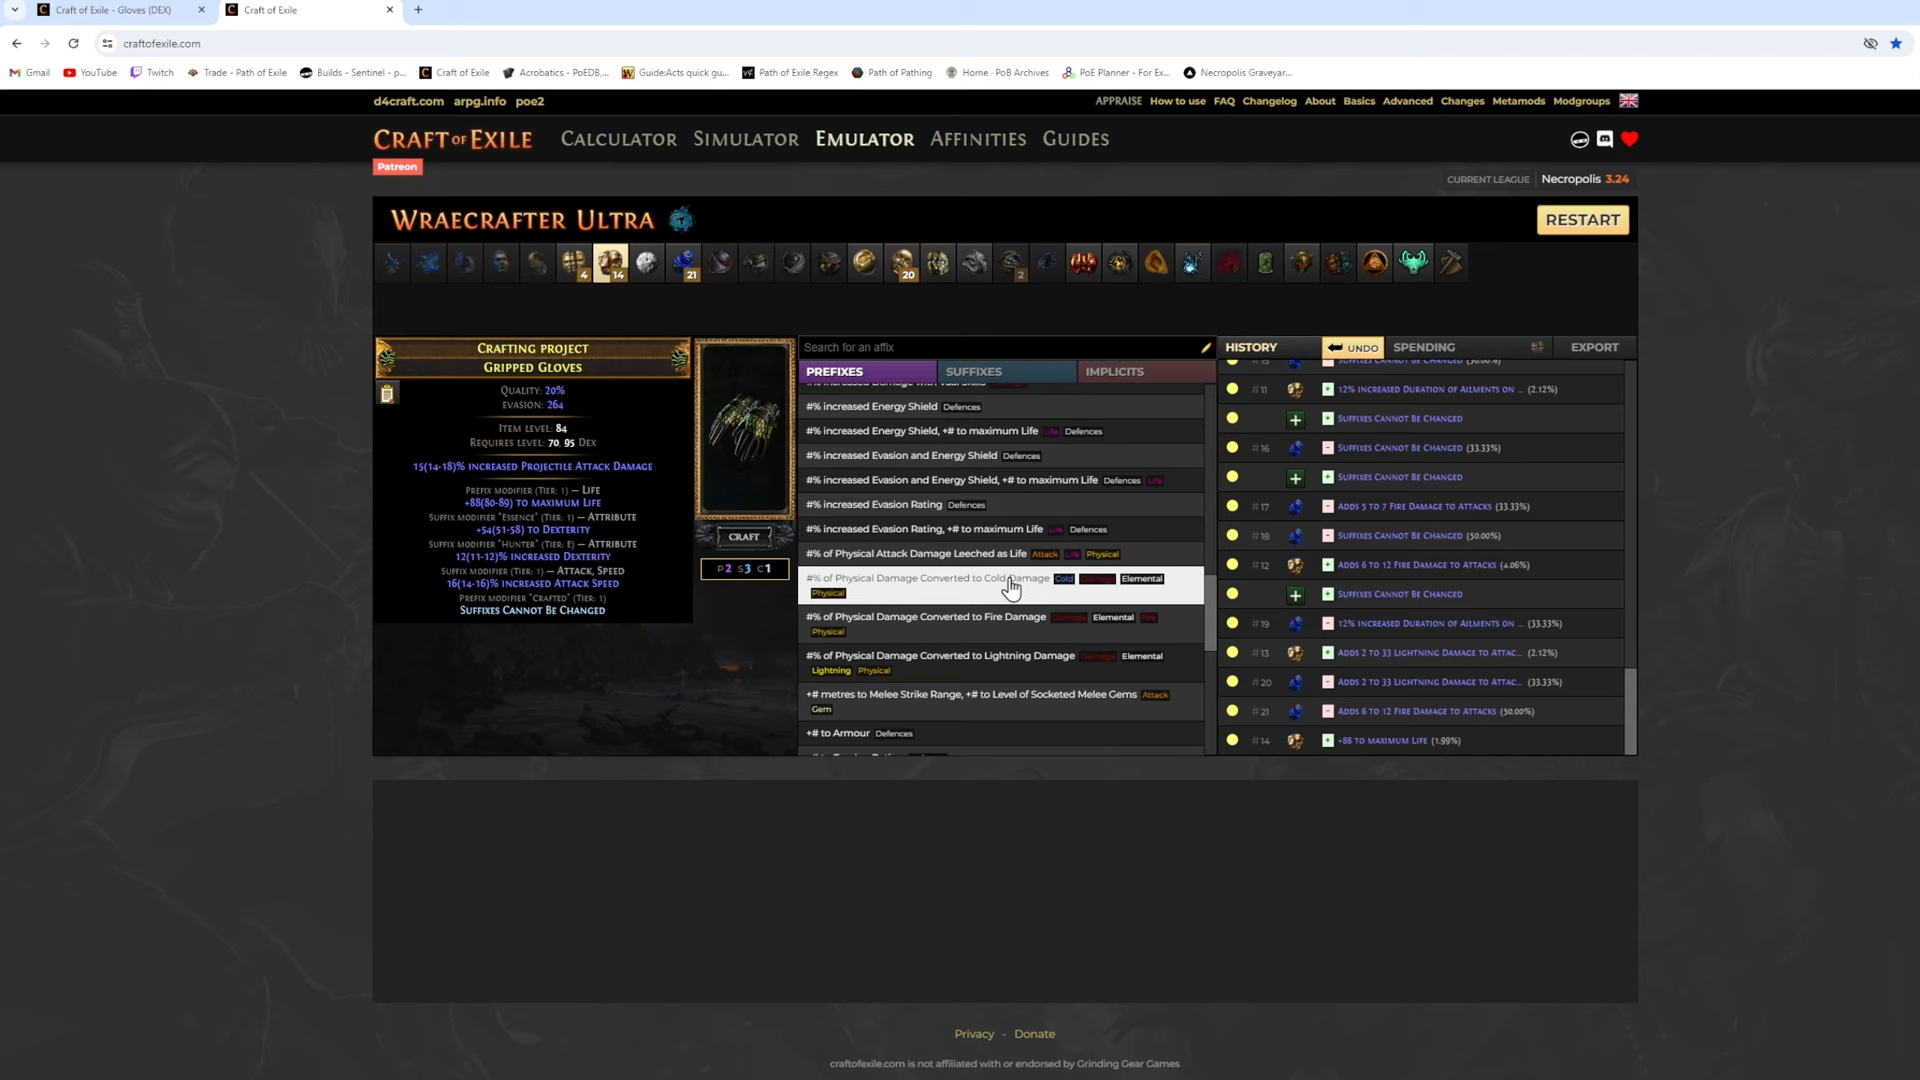 Craft of Exile - Gloves (DEX)
Craft of Exile
craftofexile.com
Gmail YouTube Twitch Trade - Path of Exile Builds - Sentinel - p... Craft of Exile Acrobatics - PoEDB,... Guide:Acts quick gu... Path of Exile Regex Path of Pathing Home · PoB Archives PoE Planner - For Ex... Necropolis Graveyar...
d4craft.com arpg.info poe2
APPRAISE How to use FAQ Changelog About Basics Advanced Changes Metamods Modgroups
CRAFT OF EXILE CALCULATOR SIMULATOR EMULATOR AFFINITIES GUIDES
Patreon
CURRENT LEAGUE Necropolis 3.24
WRAECRAFTER ULTRA
RESTART
4 14 21 20 2
CRAFTING PROJECT
GRIPPED GLOVES
QUALITY: 20%
EVASION: 264
ITEM LEVEL: 84
REQUIRES LEVEL: 70, 95 DEX
15(14-18)% INCREASED PROJECTILE ATTACK DAMAGE
PREFIX MODIFIER (TIER: 1) — LIFE
+88(80-89) TO MAXIMUM LIFE
SUFFIX MODIFIER "ESSENCE" (TIER: 1) — ATTRIBUTE
+54(51-58) TO DEXTERITY
SUFFIX MODIFIER "HUNTER" (TIER: E) — ATTRIBUTE
12(11-12)% INCREASED DEXTERITY
SUFFIX MODIFIER (TIER: 1) — ATTACK, SPEED
16(14-16)% INCREASED ATTACK SPEED
PREFIX MODIFIER "CRAFTED" (TIER: 1)
SUFFIXES CANNOT BE CHANGED
CRAFT
P2 S3 C1
Search for an affix
PREFIXES SUFFIXES IMPLICITS
#% increased Energy Shield Defences
#% increased Energy Shield, +# to maximum Life Life Defences
#% increased Evasion and Energy Shield Defences
#% increased Evasion and Energy Shield, +# to maximum Life Defences Life
#% increased Evasion Rating Defences
#% increased Evasion Rating, +# to maximum Life Life Defences
#% of Physical Attack Damage Leeched as Life Attack Life Physical
#% of Physical Damage Converted to Cold Damage Cold Damage Elemental
Physical
#% of Physical Damage Converted to Fire Damage Damage Elemental Fire
Physical
#% of Physical Damage Converted to Lightning Damage Damage Elemental
Lightning Physical
+# metres to Melee Strike Range, +# to Level of Socketed Melee Gems Attack
Gem
+# to Armour Defences
HISTORY UNDO SPENDING EXPORT
#11 + 12% INCREASED DURATION OF AILMENTS ON ... (2.12%)
+ + SUFFIXES CANNOT BE CHANGED
#16 - SUFFIXES CANNOT BE CHANGED (33.33%)
+ + SUFFIXES CANNOT BE CHANGED
#17 - ADDS 5 TO 7 FIRE DAMAGE TO ATTACKS (33.33%)
#18 - SUFFIXES CANNOT BE CHANGED (50.00%)
#12 + ADDS 6 TO 12 FIRE DAMAGE TO ATTACKS (4.06%)
+ + SUFFIXES CANNOT BE CHANGED
#19 - 12% INCREASED DURATION OF AILMENTS ON ... (33.33%)
#13 + ADDS 2 TO 33 LIGHTNING DAMAGE TO ATTAC... (2.12%)
#20 - ADDS 2 TO 33 LIGHTNING DAMAGE TO ATTAC... (33.33%)
#21 - ADDS 6 TO 12 FIRE DAMAGE TO ATTACKS (50.00%)
#14 + +88 TO MAXIMUM LIFE (1.99%)
Privacy - Donate
craftofexile.com is not affiliated with or endorsed by Grinding Gear Games